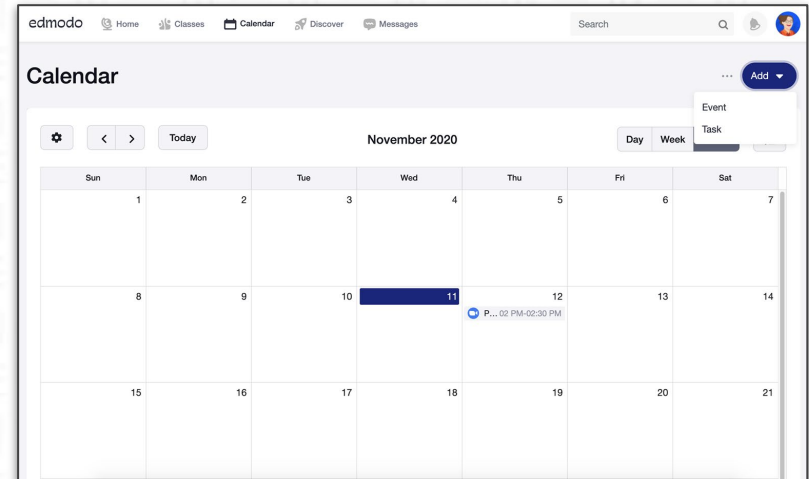 edmodo Home Classes Calendar Discover Messages Search
Calendar
Add
Event
Task
Today November 2020 Day Week
Sun Mon Tue Wed Thu Fri Sat
1 2 3 4 5 6 7
8 9 10 11 12 13 14
P... 02 PM-02:30 PM
15 16 17 18 19 20 21